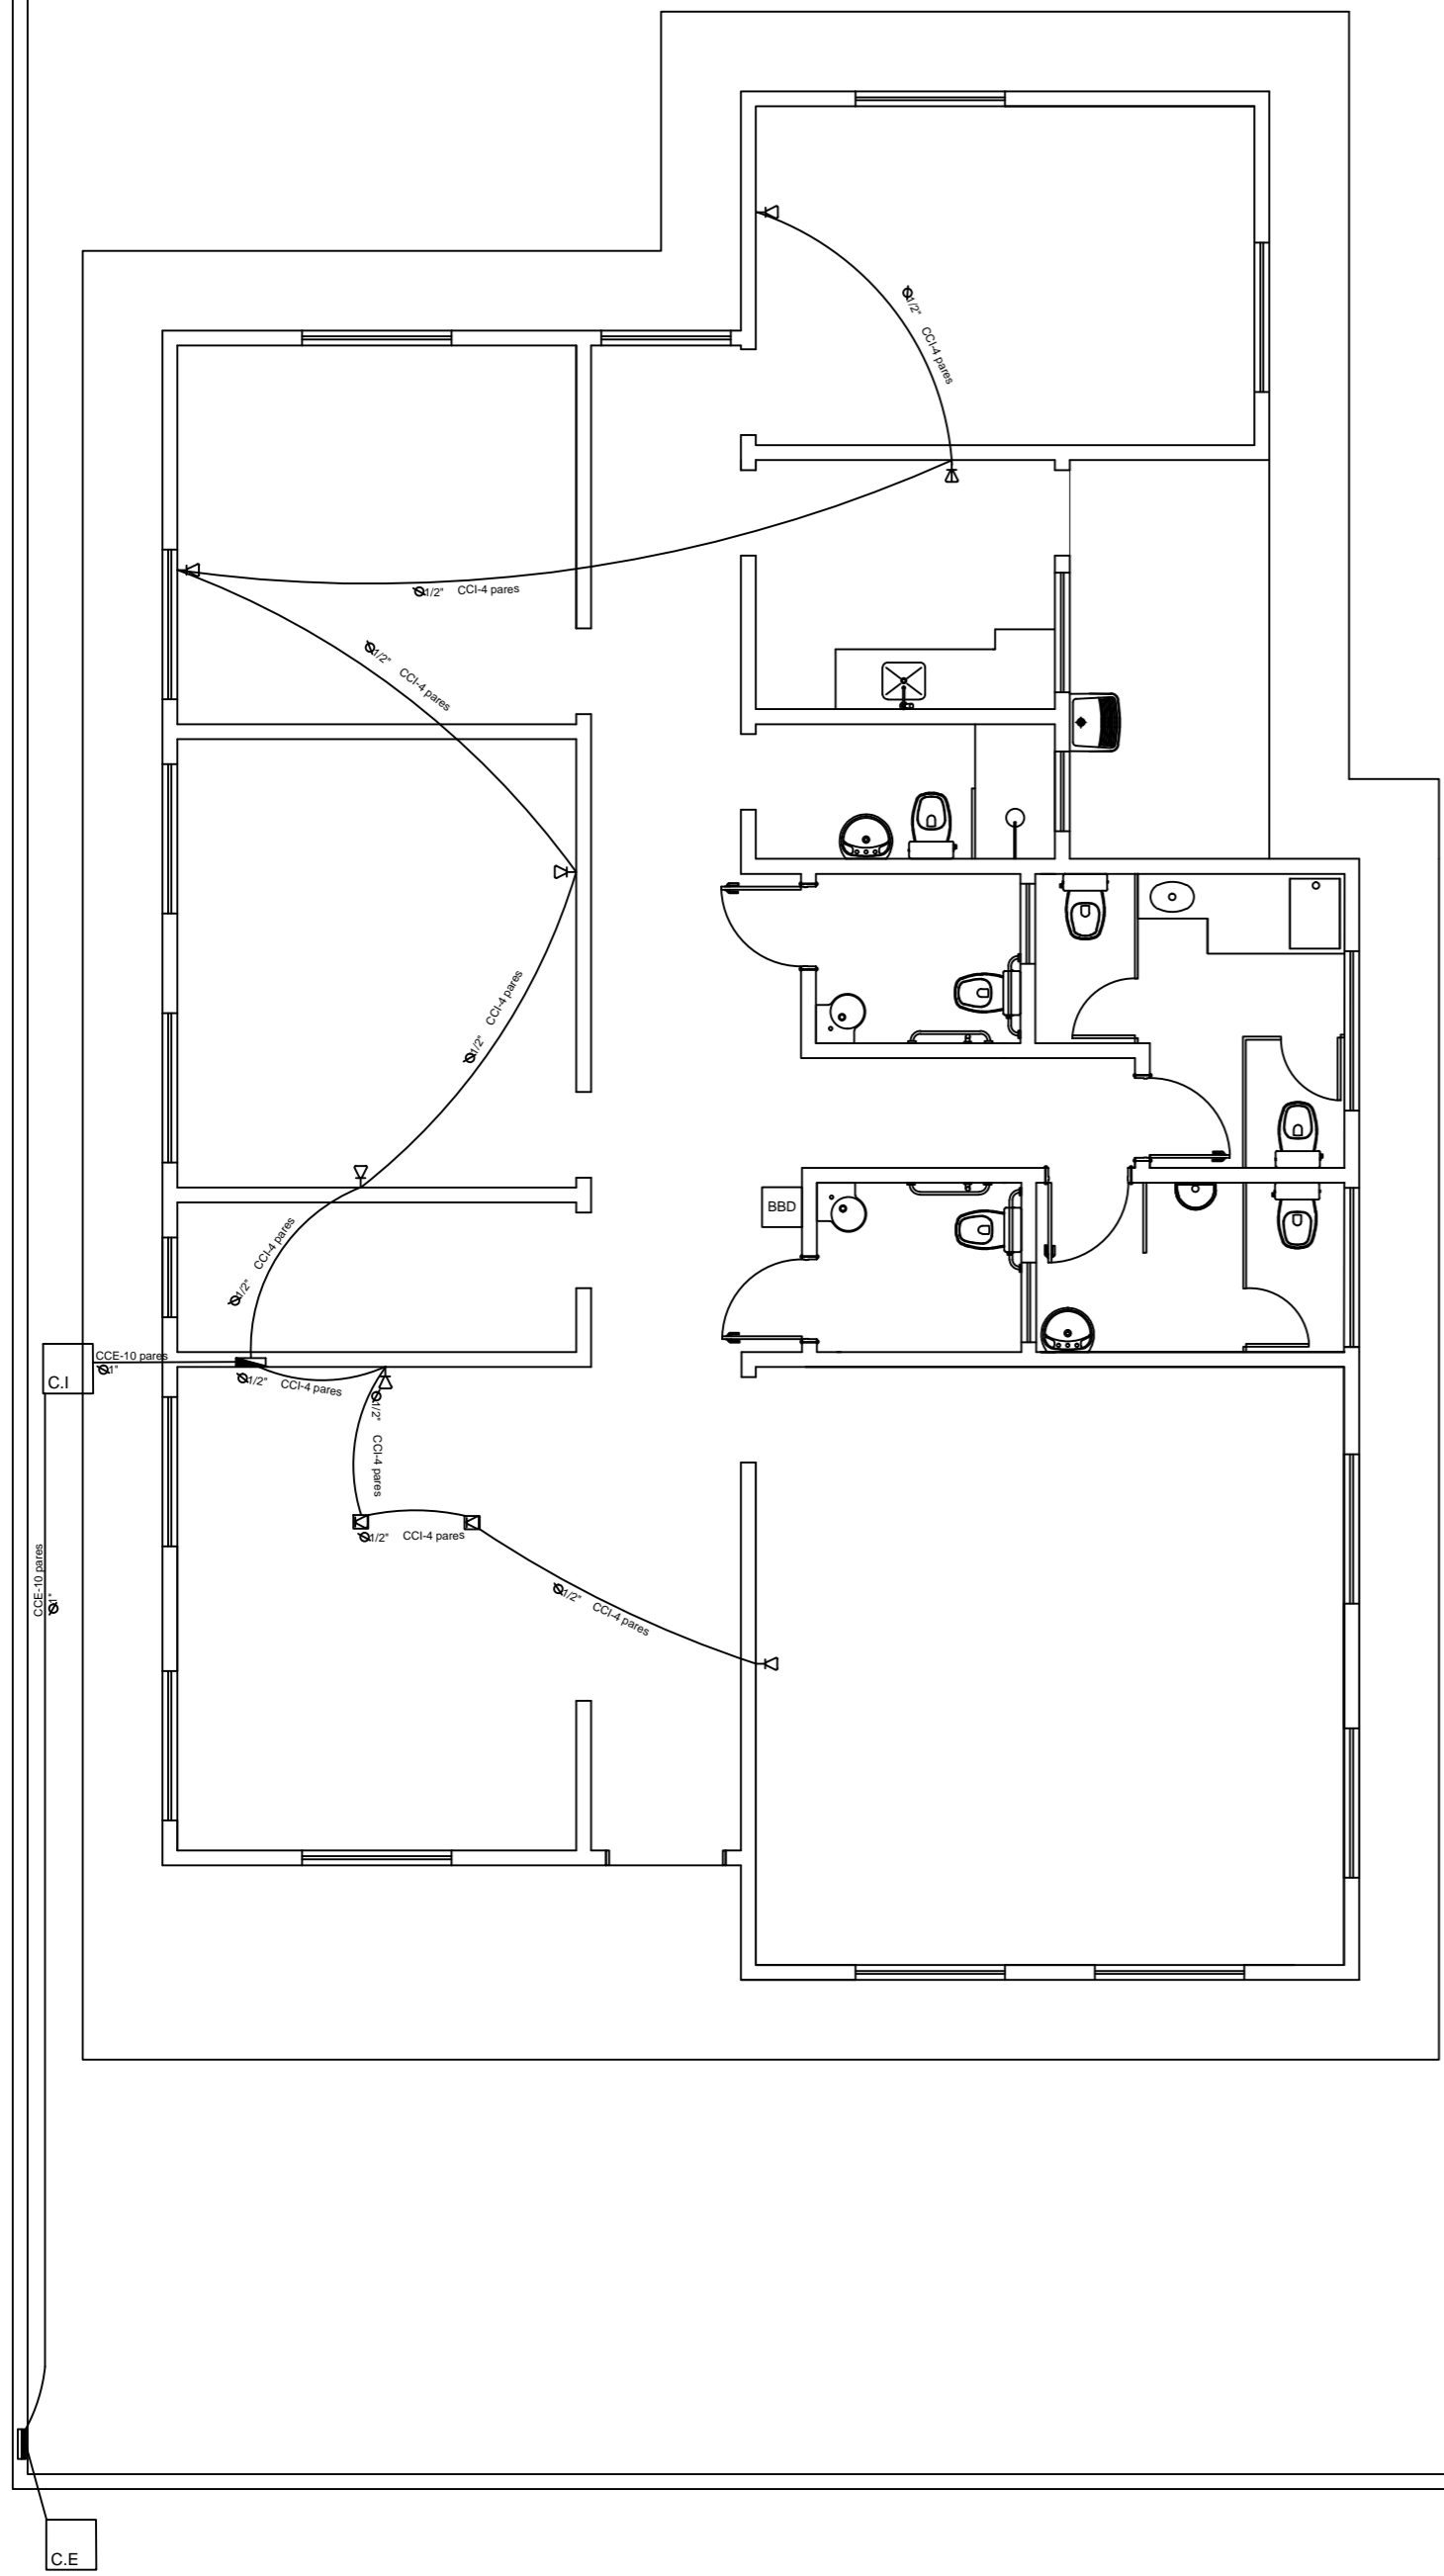 Ø1/2" CCI-4 pares
Ø1/2" CCI-4 pares
Ø1/2" CCI-4 pares
Ø1/2" CCI-4 pares
Ø1/2" CCI-4 pares
BBD
C.I
CCE-10 pares
Ø1"
Ø1/2" CCI-4 pares
Ø1/2" CCI-4 pares
Ø1/2" CCI-4 pares
Ø1/2" CCI-4 pares
CCE-10 pares
Ø1"
C.E